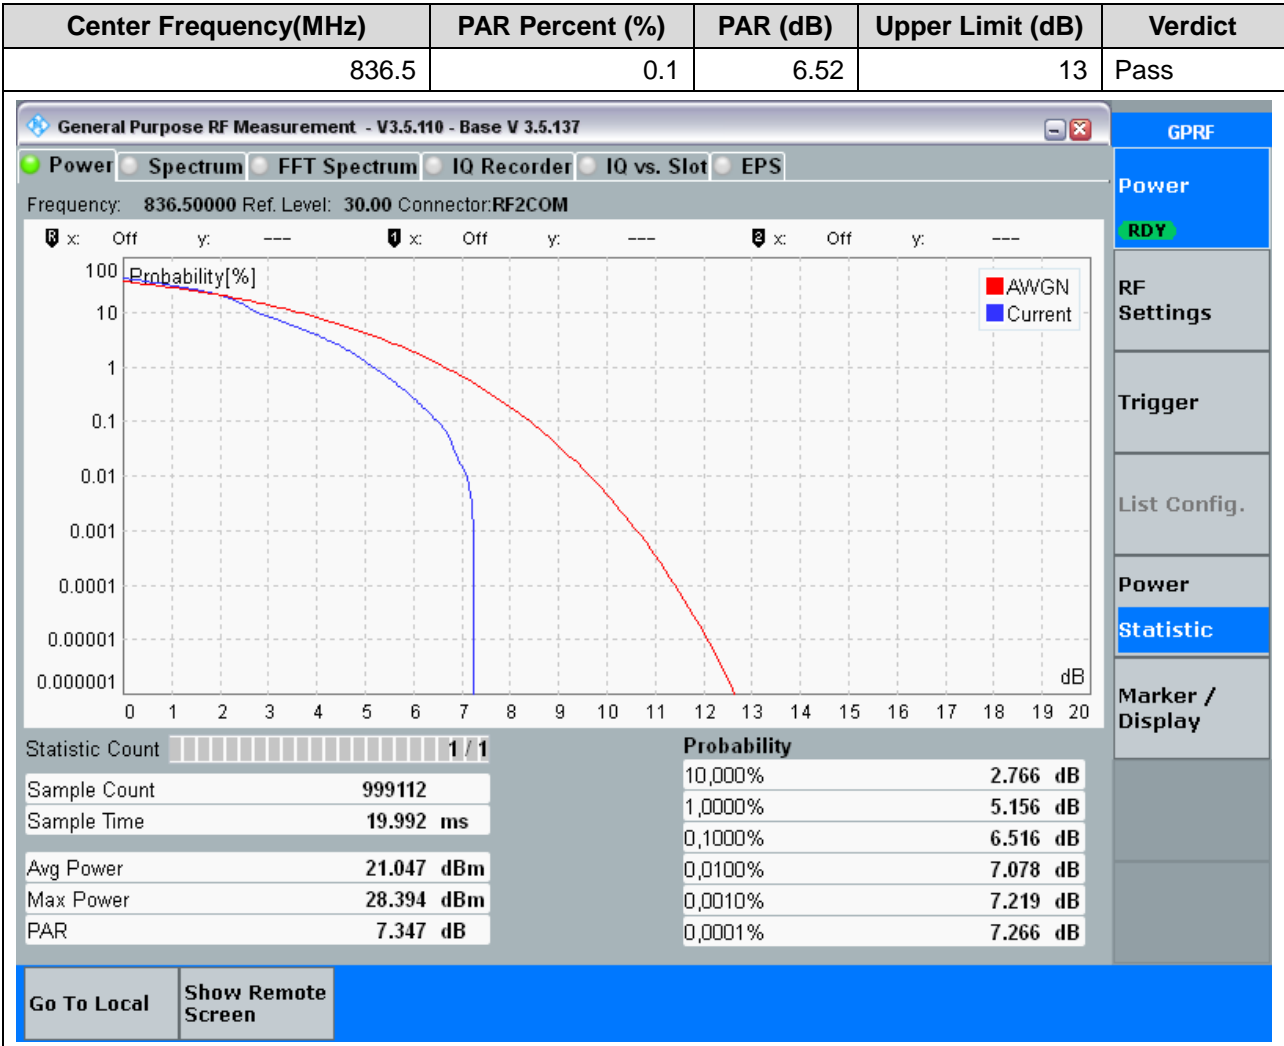 Center Frequency(MHz) PAR Percent (%) PAR (dB) Upper Limit (dB) Verdict
836.5 0.1 6.52 13 Pass
General Purpose RF Measurement - V3.5.110 - Base V 3.5.137
GPRF
Power Spectrum FFT Spectrum IQ Recorder IQ vs. Slot EPS
Frequency: 836.50000 Ref. Level: 30.00 Connector:RF2COM
R x: Off y: --- 1 x: Off y: --- 2 x: Off y: ---
Probability[%]
100
10
1
0.1
0.01
0.001
0.0001
0.00001
0.000001
AWGN
Current
dB
0 1 2 3 4 5 6 7 8 9 10 11 12 13 14 15 16 17 18 19 20
Statistic Count 1 / 1
Sample Count 999112
Sample Time 19.992 ms
Avg Power 21.047 dBm
Max Power 28.394 dBm
PAR 7.347 dB
Probability
10,000% 2.766 dB
1,0000% 5.156 dB
0,1000% 6.516 dB
0,0100% 7.078 dB
0,0010% 7.219 dB
0,0001% 7.266 dB
Power
RDY
RF
Settings
Trigger
List Config.
Power
Statistic
Marker /
Display
Go To Local
Show Remote
Screen